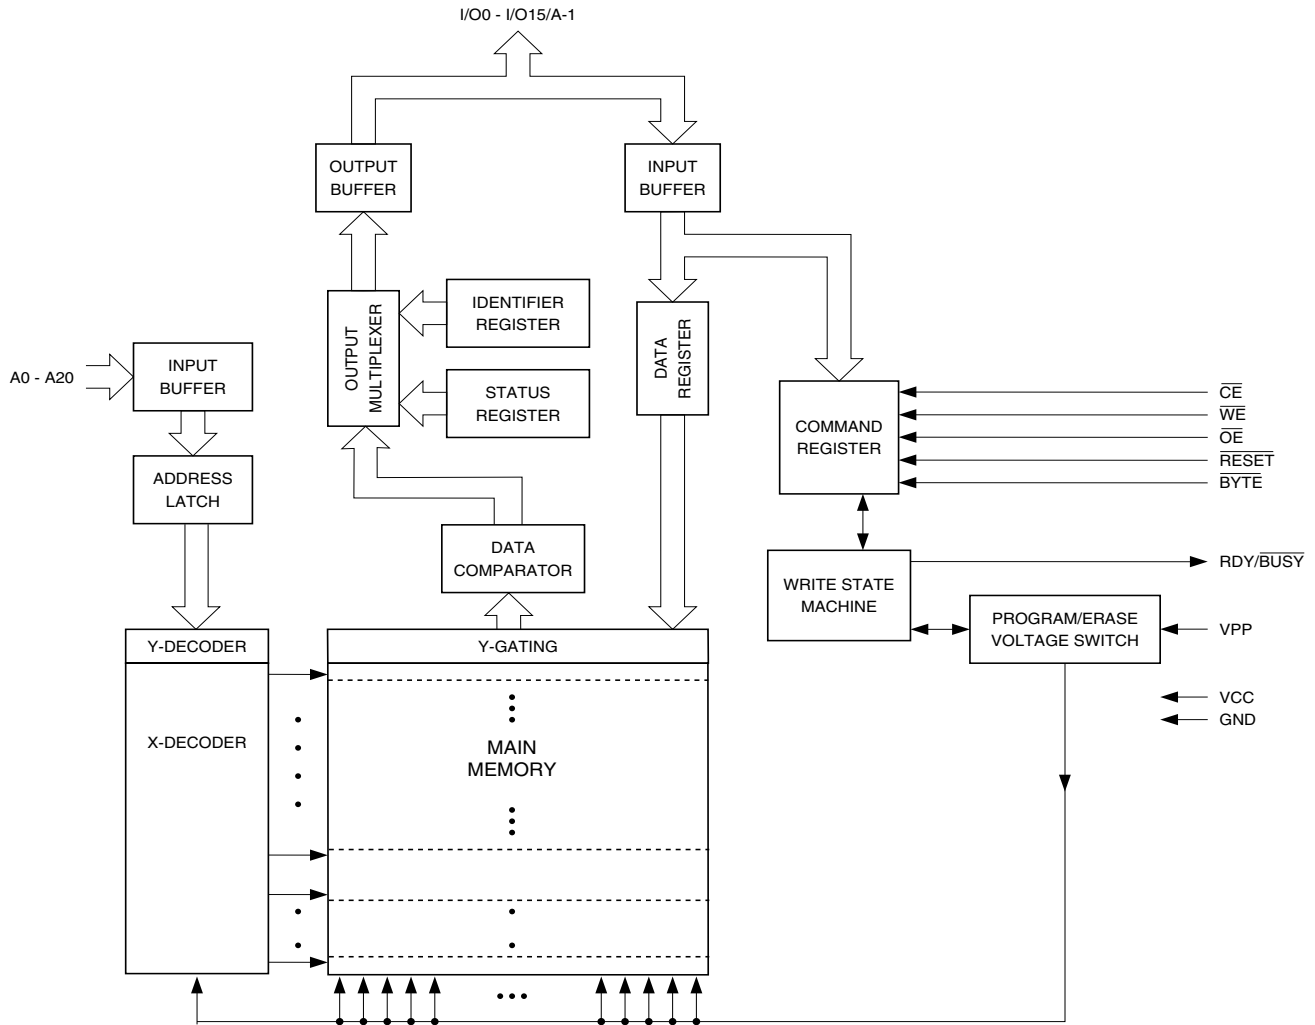 I/O0 - I/O15/A-1
OUTPUT
BUFFER
INPUT
BUFFER
IDENTIFIER
REGISTER
OUTPUT
MULTIPLEXER
STATUS
REGISTER
DATA
REGISTER
A0 - A20
INPUT
BUFFER
ADDRESS
LATCH
COMMAND
REGISTER
CE
WE
OE
RESET
BYTE
DATA
COMPARATOR
WRITE STATE
MACHINE
RDY/BUSY
PROGRAM/ERASE
VOLTAGE SWITCH
VPP
VCC
GND
Y-DECODER
Y-GATING
X-DECODER
MAIN
MEMORY